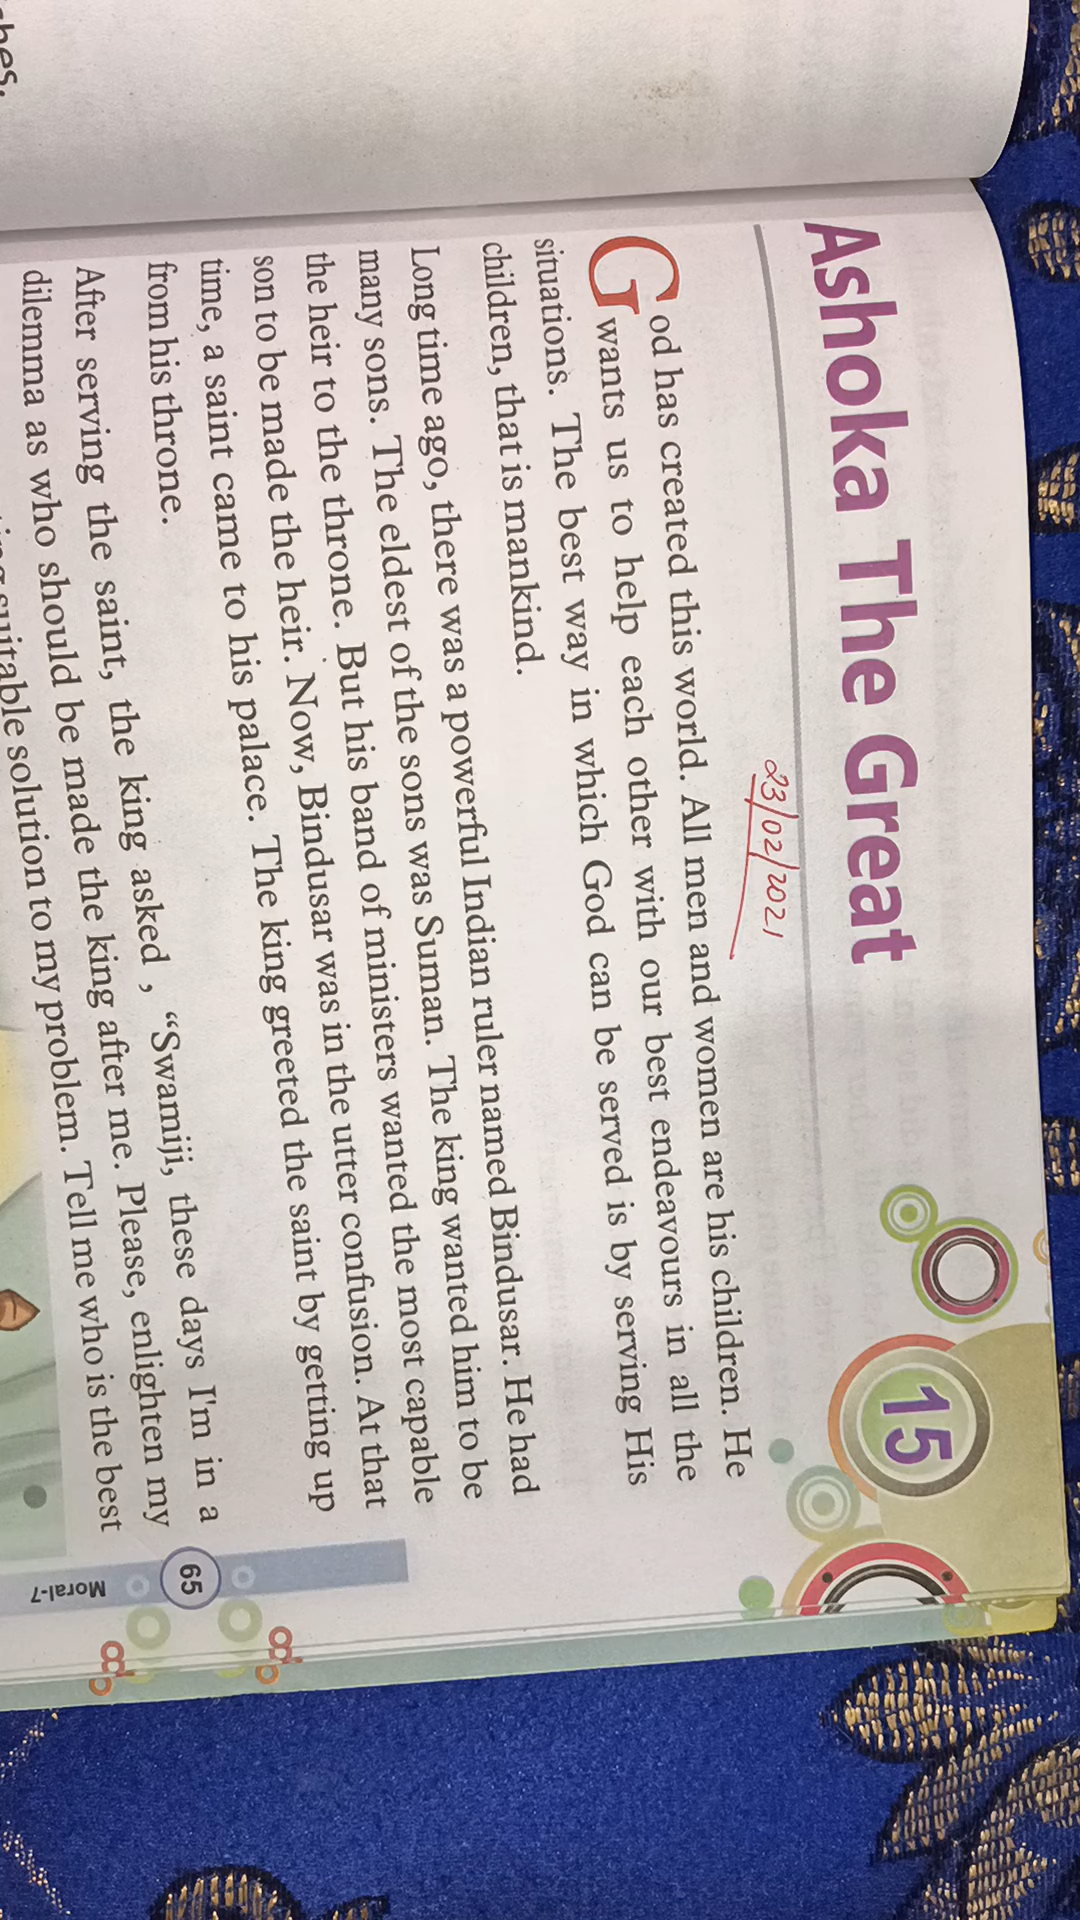 ches.
Ashoka The Great
15
23/02/2021
God has created this world. All men and women are his children. He
wants us to help each other with our best endeavours in all the
situations. The best way in which God can be served is by serving His
children, that is mankind.
Long time ago, there was a powerful Indian ruler named Bindusar. He had
many sons. The eldest of the sons was Suman. The king wanted him to be
the heir to the throne. But his band of ministers wanted the most capable
son to be made the heir. Now, Bindusar was in the utter confusion. At that
time, a saint came to his palace. The king greeted the saint by getting up
from his throne.
After serving the saint, the king asked , “Swamiji, these days I'm in a
dilemma as who should be made the king after me. Please, enlighten my
suitable solution to my problem. Tell me who is the best
65
Moral-7